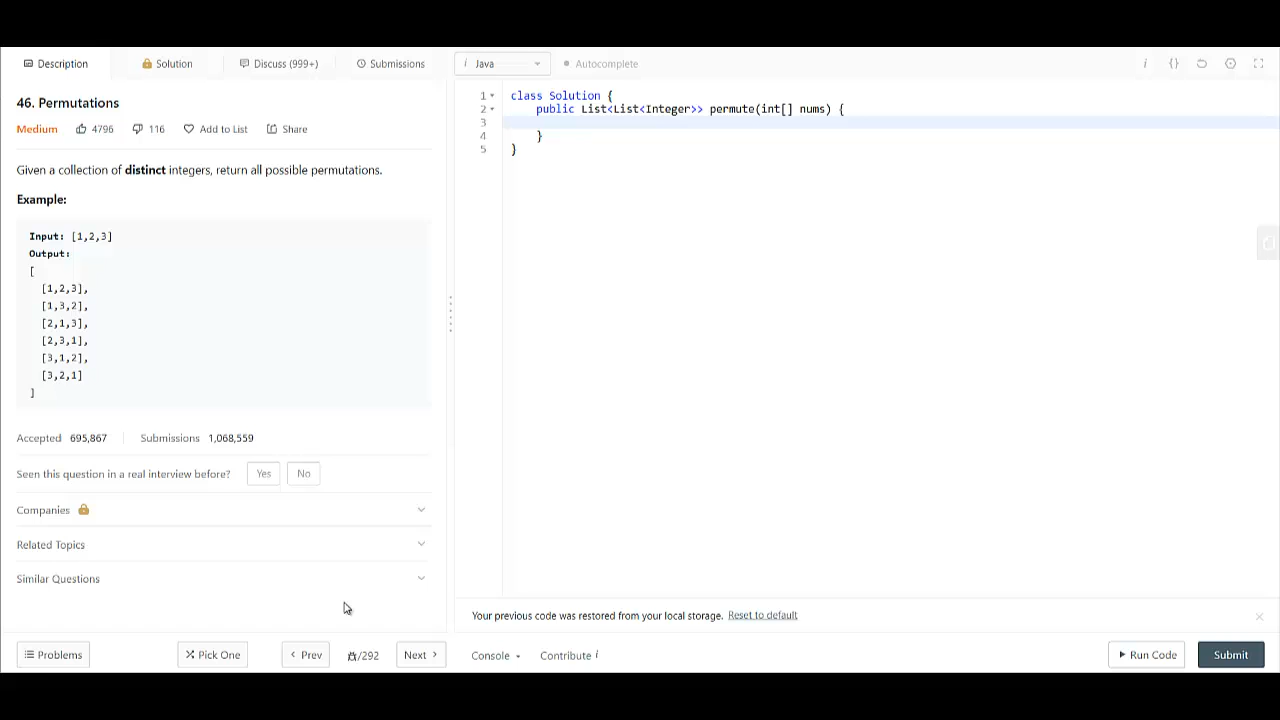 Description
Solution
Discuss (999+)
Submissions
i Java
Autocomplete
i {}
46. Permutations
Medium 4796 116 Add to List Share
Given a collection of distinct integers, return all possible permutations.
Example:
Input: [1,2,3]
Output:
[
[1,2,3],
[1,3,2],
[2,1,3],
[2,3,1],
[3,1,2],
[3,2,1]
]
Accepted 695,867 Submissions 1,068,559
Seen this question in a real interview before? Yes No
Companies
Related Topics
Similar Questions
1 class Solution {
2 public List<List<Integer>> permute(int[] nums) {
3
4 }
5 }
Your previous code was restored from your local storage. Reset to default
Problems
Pick One
Prev
/292
Next
Console
Contribute i
Run Code
Submit